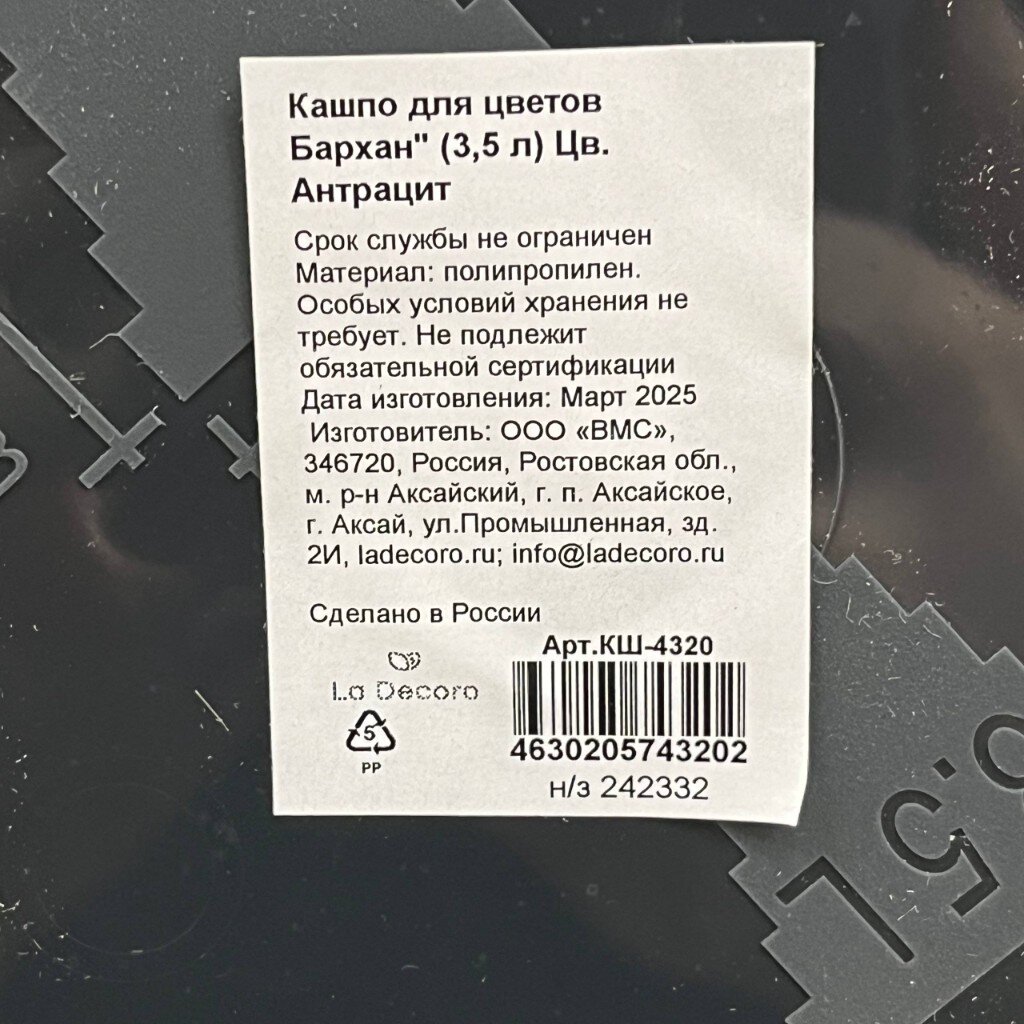 Кашпо для цветов
Бархан" (3,5 л) Цв.
Антрацит
Срок службы не ограничен
Материал: полипропилен.
Особых условий хранения не
требует. Не подлежит
обязательной сертификации
Дата изготовления: Март 2025
Изготовитель: ООО «ВМС»,
346720, Россия, Ростовская обл.,
м. р-н Аксайский, г. п. Аксайское,
г. Аксай, ул.Промышленная, зд.
2И, ladecoro.ru; info@ladecoro.ru
Сделано в России
Арт.КШ-4320
La Decoro
5
PP
4630205743202
н/з 242332